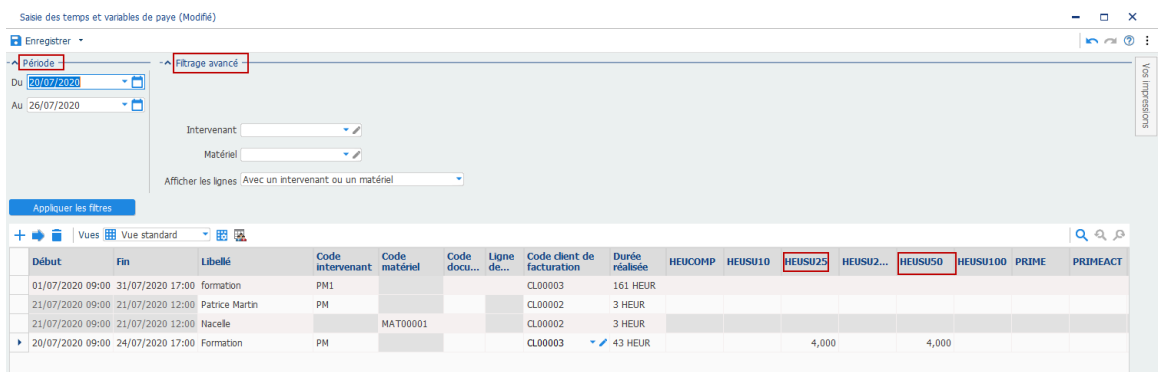 Saisie des temps et variables de paye (Modifié)
Enregistrer
Période
Filtrage avancé
Du 20/07/2020
Au 26/07/2020
Intervenant
Matériel
Afficher les lignes Avec un intervenant ou un matériel
Vos impressions
Appliquer les filtres
Vues Vue standard
Début Fin Libellé Code intervenant Code matériel Code docu... Ligne de... Code client de facturation Durée réalisée HEUCOMP HEUSU10 HEUSU25 HEUSU2... HEUSU50 HEUSU100 PRIME PRIMEACT
01/07/2020 09:00 31/07/2020 17:00 formation PM1 CL00003 161 HEUR
21/07/2020 09:00 21/07/2020 12:00 Patrice Martin PM CL00002 3 HEUR
21/07/2020 09:00 21/07/2020 12:00 Nacelle MAT00001 CL00002 3 HEUR
20/07/2020 09:00 24/07/2020 17:00 Formation PM CL00003 43 HEUR 4,000 4,000